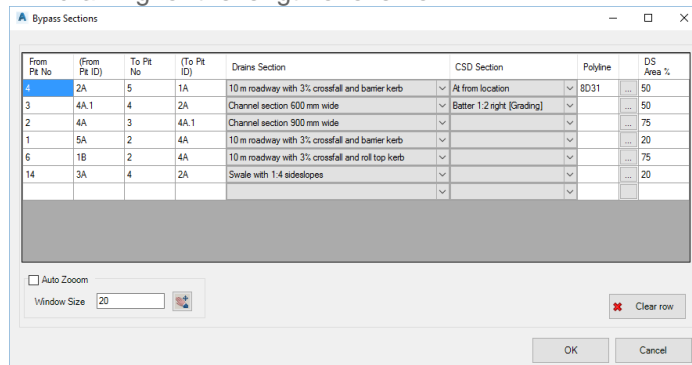 Bypass Sections
From Pit No (From Pit ID) To Pit No (To Pit ID) Drains Section CSD Section Polyline DS Area %
4 2A 5 1A 10 m roadway with 3% crossfall and barrier kerb At from location 8D31 ... 50
3 4A.1 4 2A Channel section 600 mm wide Batter 1:2 right [Grading] ... 50
2 4A 3 4A.1 Channel section 900 mm wide ... 75
1 5A 2 4A 10 m roadway with 3% crossfall and barrier kerb ... 20
6 1B 2 4A 10 m roadway with 3% crossfall and roll top kerb ... 75
14 3A 4 2A Swale with 1:4 sideslopes ... 20
Auto Zooom
Window Size 20
Clear row
OK Cancel